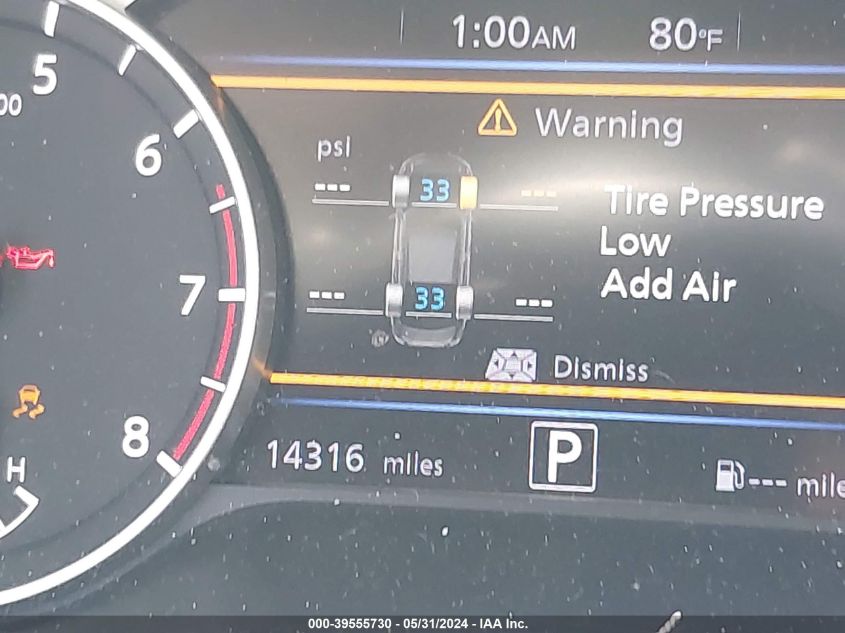 1:00AM 80°F
5
00
Warning
psi
6
--- 33 ---
Tire Pressure
Low
Add Air
7
--- 33 ---
Dismiss
8
14316 miles P --- mile
H
000-39555730 - 05/31/2024 - IAA Inc.